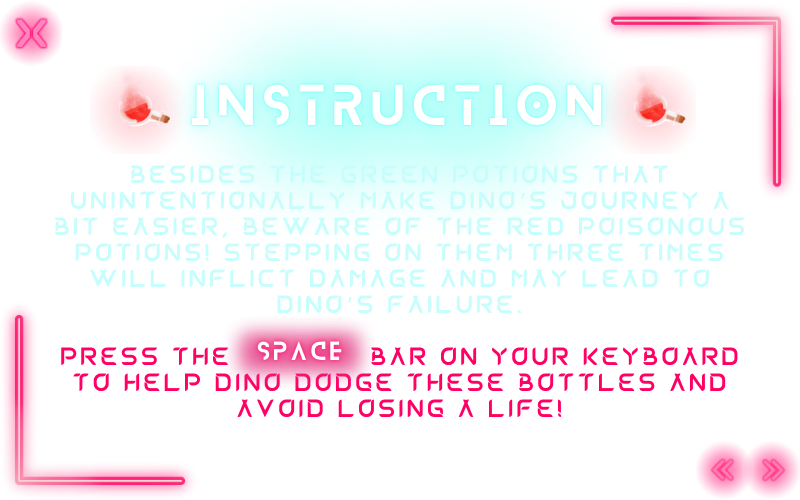 INSTRUCTION
BESIDES THE GREEN POTIONS THAT
UNINTENTIONALLY MAKE DINO'S JOURNEY A
BIT EASIER, BEWARE OF THE RED POISONOUS
POTIONS! STEPPING ON THEM THREE TIMES
WILL INFLICT DAMAGE AND MAY LEAD TO
DINO'S FAILURE.
PRESS THE SPACE BAR ON YOUR KEYBOARD
TO HELP DINO DODGE THESE BOTTLES AND
AVOID LOSING A LIFE!